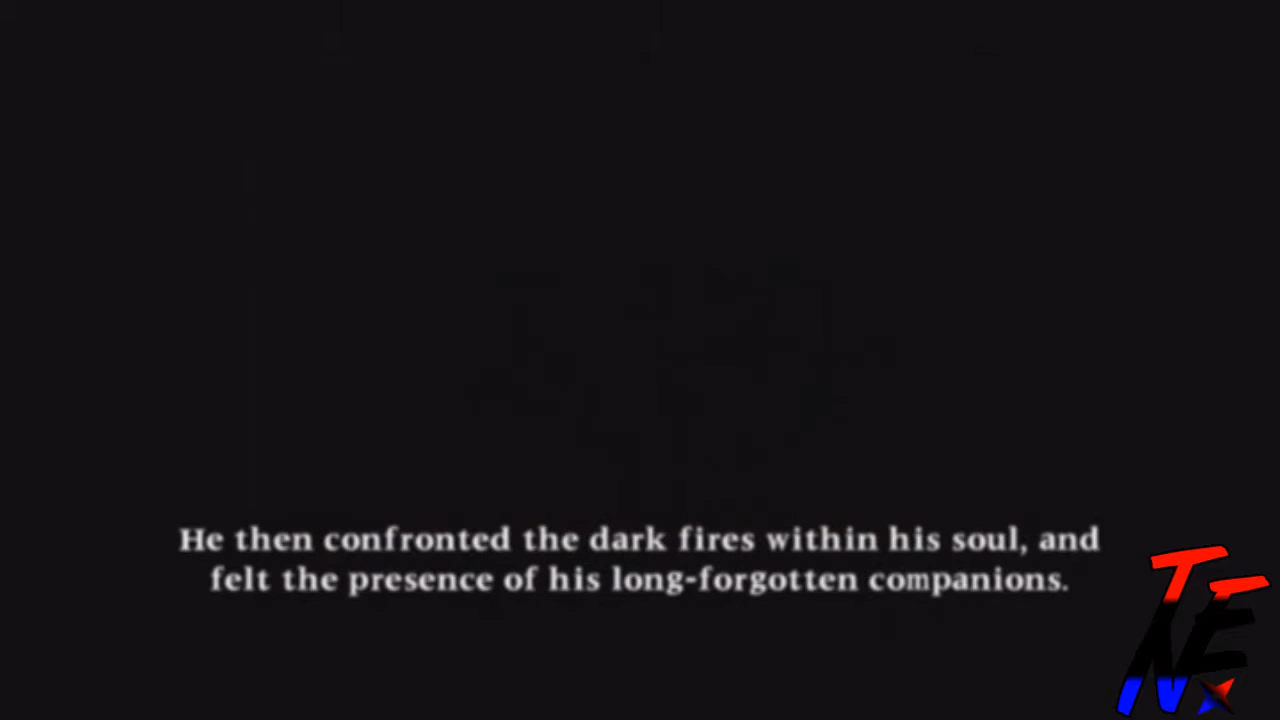 He then confronted the dark fires within his soul, and
felt the presence of his long-forgotten companions.